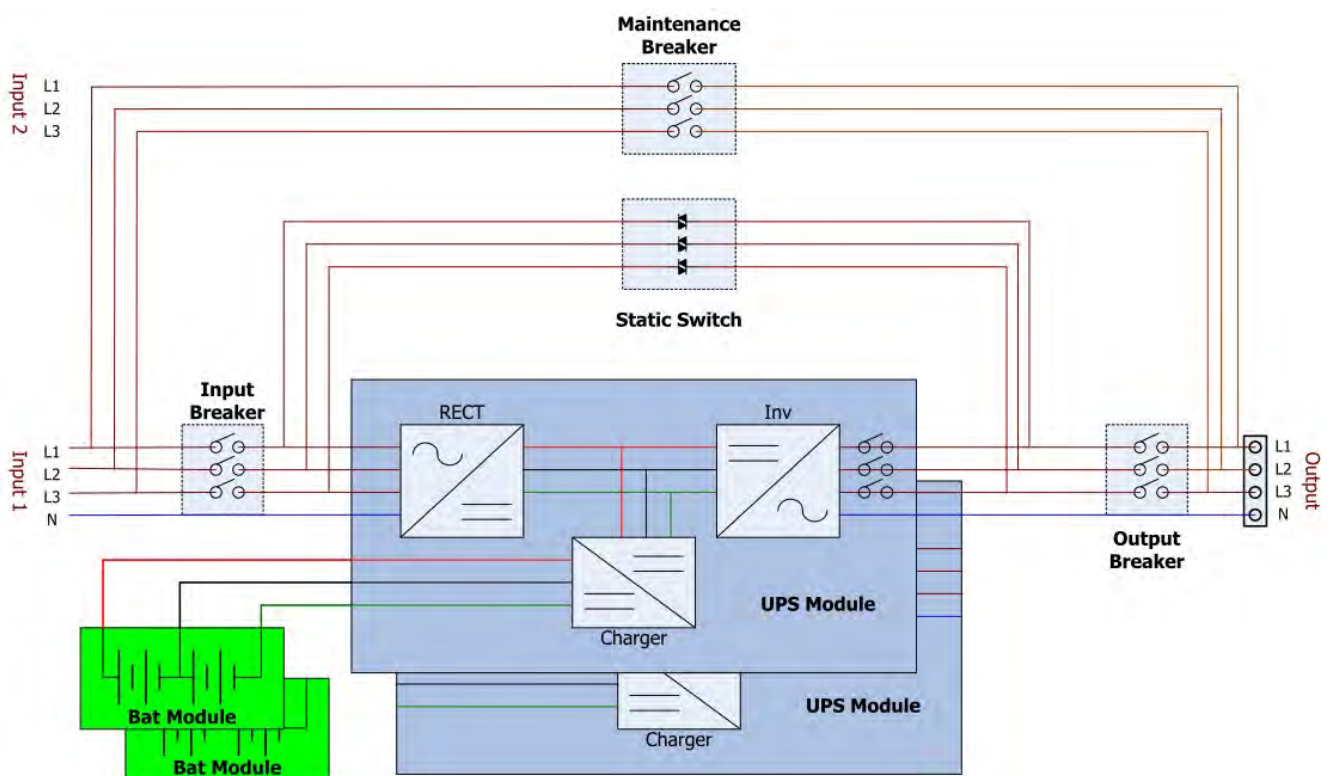 Maintenance
Breaker
Input 2
L1
L2
L3
Static Switch
Input
Breaker
RECT
Inv
Input 1
L1
L2
L3
N
L1
L2
L3
N
Output
Output
Breaker
UPS Module
Charger
Bat Module
UPS Module
Charger
Bat Module